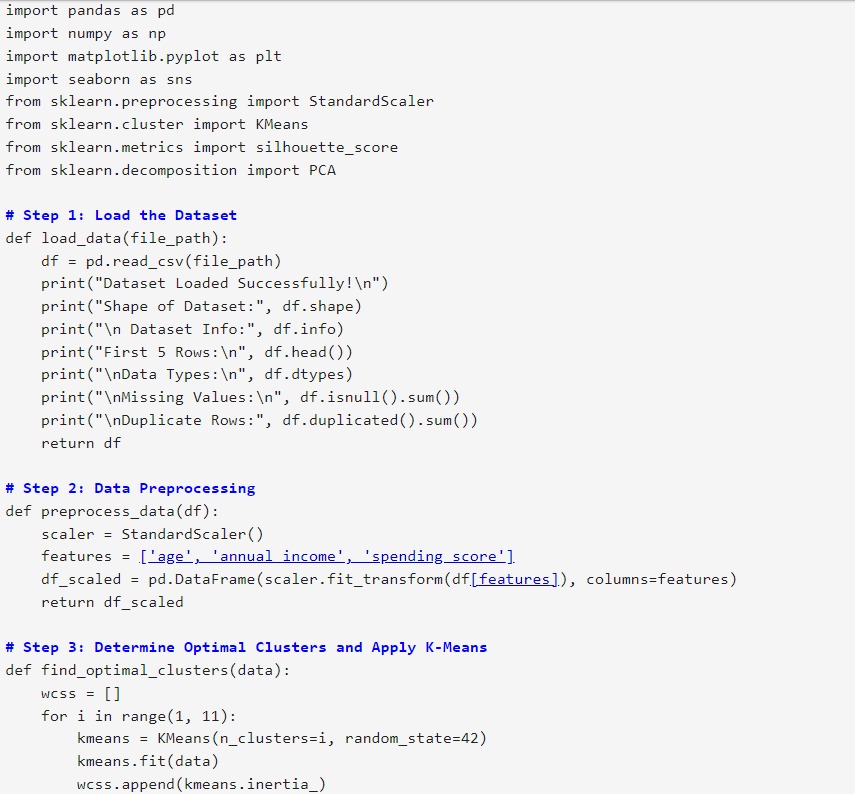 import pandas as pd
import numpy as np
import matplotlib.pyplot as plt
import seaborn as sns
from sklearn.preprocessing import StandardScaler
from sklearn.cluster import KMeans
from sklearn.metrics import silhouette_score
from sklearn.decomposition import PCA

# Step 1: Load the Dataset
def load_data(file_path):
    df = pd.read_csv(file_path)
    print("Dataset Loaded Successfully!\n")
    print("Shape of Dataset:", df.shape)
    print("\n Dataset Info:", df.info)
    print("First 5 Rows:\n", df.head())
    print("\nData Types:\n", df.dtypes)
    print("\nMissing Values:\n", df.isnull().sum())
    print("\nDuplicate Rows:", df.duplicated().sum())
    return df

# Step 2: Data Preprocessing
def preprocess_data(df):
    scaler = StandardScaler()
    features = ['age', 'annual income', 'spending score']
    df_scaled = pd.DataFrame(scaler.fit_transform(df[features]), columns=features)
    return df_scaled

# Step 3: Determine Optimal Clusters and Apply K-Means
def find_optimal_clusters(data):
    wcss = []
    for i in range(1, 11):
        kmeans = KMeans(n_clusters=i, random_state=42)
        kmeans.fit(data)
        wcss.append(kmeans.inertia_)